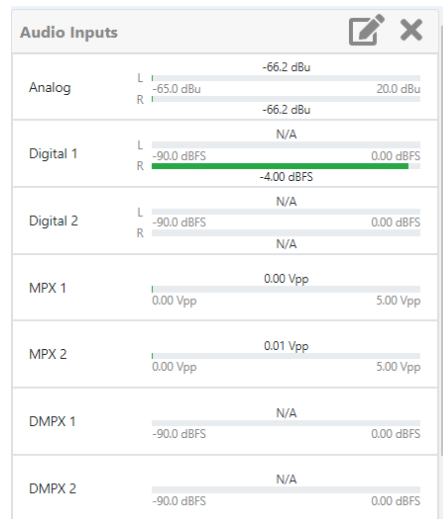 Audio Inputs
-66.2 dBu
L
Analog
-65.0 dBu 20.0 dBu
R
-66.2 dBu
N/A
L
Digital 1
-90.0 dBFS 0.00 dBFS
R
-4.00 dBFS
N/A
L
Digital 2
-90.0 dBFS 0.00 dBFS
R
N/A
0.00 Vpp
MPX 1
0.00 Vpp 5.00 Vpp
0.01 Vpp
MPX 2
0.00 Vpp 5.00 Vpp
N/A
DMPX 1
-90.0 dBFS 0.00 dBFS
N/A
DMPX 2
-90.0 dBFS 0.00 dBFS